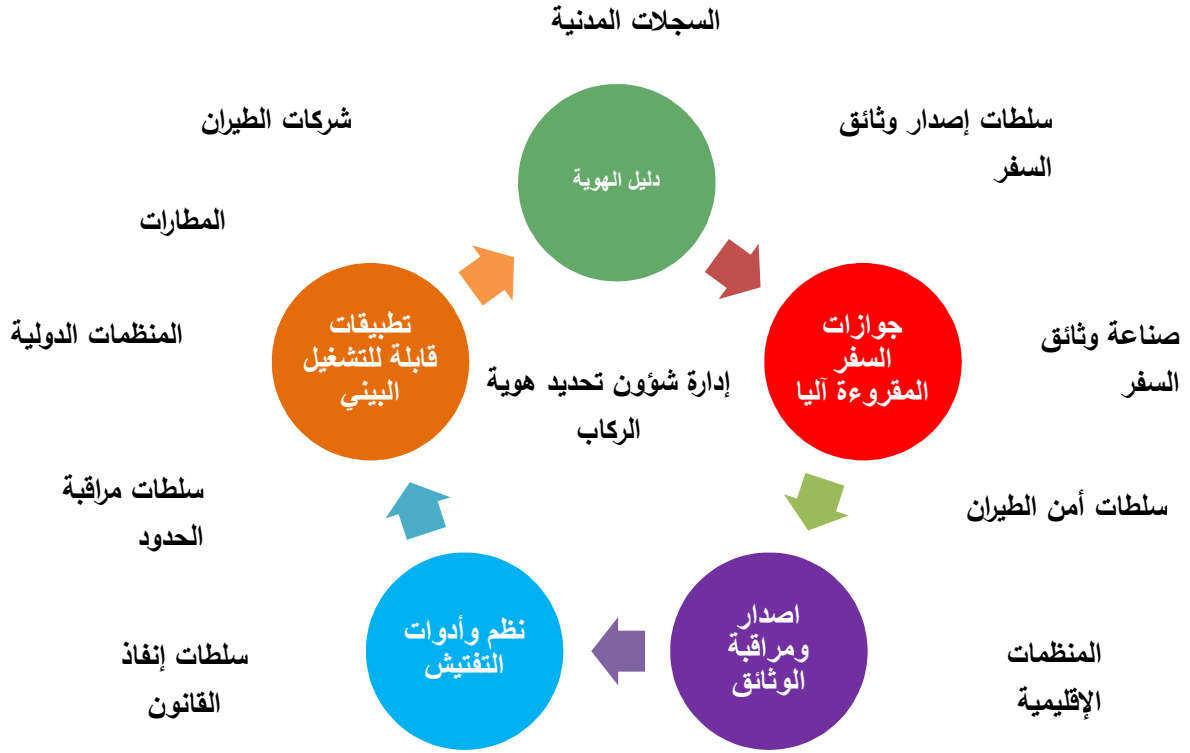 السجلات المدنية
سلطات إصدار وثائق
السفر
شركات الطيران
دليل الهوية
المطارات
جوازات
السفر
المقروءة آليا
تطبيقات
قابلة للتشغيل
البيني
صناعة وثائق
السفر
المنظمات الدولية
إدارة شؤون تحديد هوية
الركاب
سلطات أمن الطيران
سلطات مراقبة
الحدود
اصدار
ومراقبة
الوثائق
نظم وأدوات
التفتيش
المنظمات
الإقليمية
سلطات إنفاذ
القانون